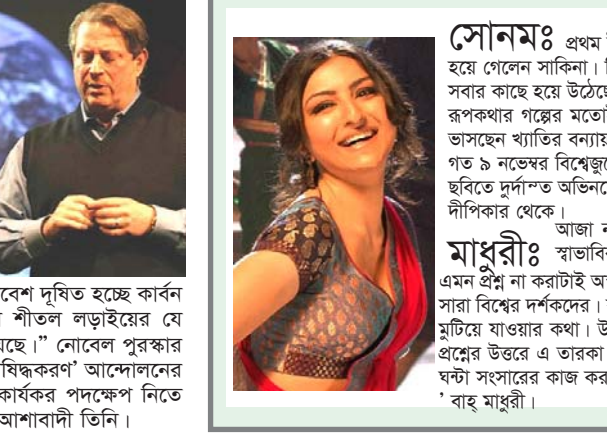 বেশ দূষিত হচ্ছে কার্বন
শীতল লড়াইয়ের যে
ছে।” নোবেল পুরস্কার
ষিদ্ধকরণ’ আন্দোলনের
কার্যকর পদক্ষেপ নিতে
আশাবাদী তিনি।
সোনমঃ প্রথম
হয়ে গেলেন সাকিনা।
সবার কাছে হয়ে উঠেছে
রূপকথার গল্পের মতো
ভাসছেন খ্যাতির বন্যায়
গত ৯ নভেম্বর বিশ্বেজু
ছবিতে দুর্দান্ত অভিনে
দীপিকার থেকে।
আজা ন
মাধুরীঃ স্বাভাবি
এমন প্রশ্ন না করাটাই অ
সারা বিশ্বের দর্শকদের।
মুটিয়ে যাওয়ার কথা। উ
প্রশ্নের উত্তরে এ তারকা
ঘন্টা সংসারের কাজ কর
’ বাহ্ মাধুরী।